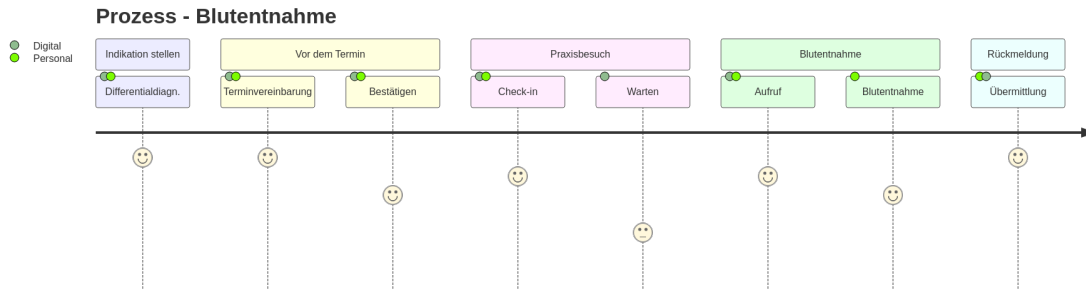 Prozess - Blutentnahme
Digital
Personal
Indikation stellen
Vor dem Termin
Praxisbesuch
Blutentnahme
Rückmeldung
Differentialdiagn.
Terminvereinbarung
Bestätigen
Check-in
Warten
Aufruf
Blutentnahme
Übermittlung